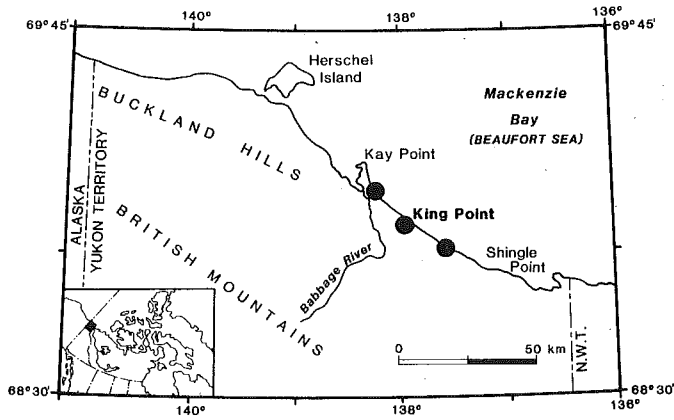 140°
138°
136°
69°45'
69°45'
Herschel
Island
Mackenzie
Bay
(BEAUFORT SEA)
BUCKLAND HILLS
Kay Point
ALASKA
YUKON TERRITORY
King Point
BRITISH MOUNTAINS
Babbage River
Shingle
Point
0 50 km
N.W.T.
68°30'
68°30'
140°
138°
136°